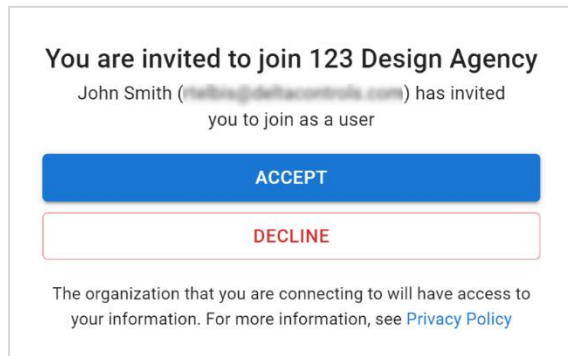 You are invited to join 123 Design Agency
John Smith ( ) has invited
you to join as a user
ACCEPT
DECLINE
The organization that you are connecting to will have access to
your information. For more information, see Privacy Policy